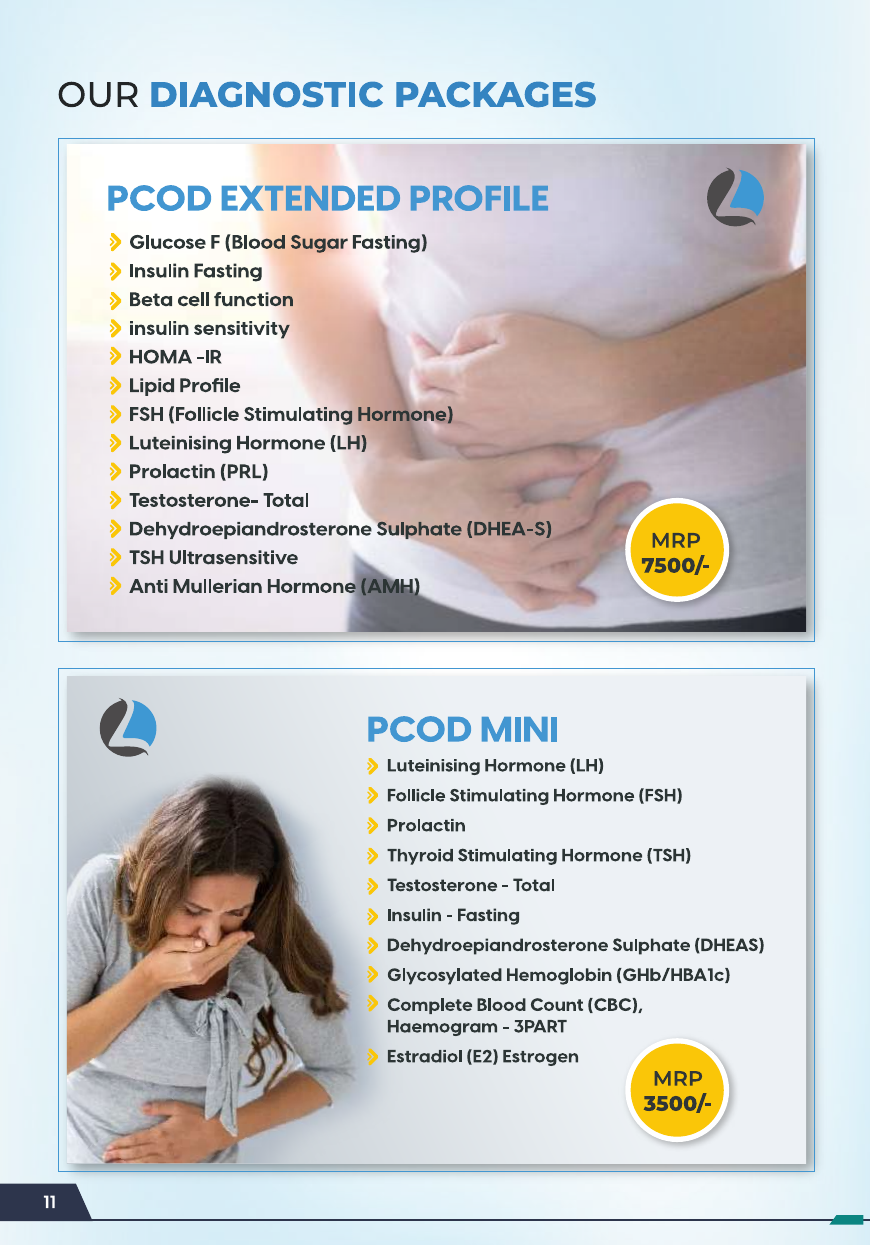 OUR DIAGNOSTIC PACKAGES
PCOD EXTENDED PROFILE
Glucose F (Blood Sugar Fasting)
Insulin Fasting
Beta cell function
insulin sensitivity
HOMA -IR
Lipid Profile
FSH (Follicle Stimulating Hormone)
Luteinising Hormone (LH)
Prolactin (PRL)
Testosterone- Total
Dehydroepiandrosterone Sulphate (DHEA-S)
TSH Ultrasensitive
Anti Mullerian Hormone (AMH)
MRP
7500/-
PCOD MINI
Luteinising Hormone (LH)
Follicle Stimulating Hormone (FSH)
Prolactin
Thyroid Stimulating Hormone (TSH)
Testosterone - Total
Insulin - Fasting
Dehydroepiandrosterone Sulphate (DHEAS)
Glycosylated Hemoglobin (GHb/HBA1c)
Complete Blood Count (CBC),
Haemogram - 3PART
Estradiol (E2) Estrogen
MRP
3500/-
11